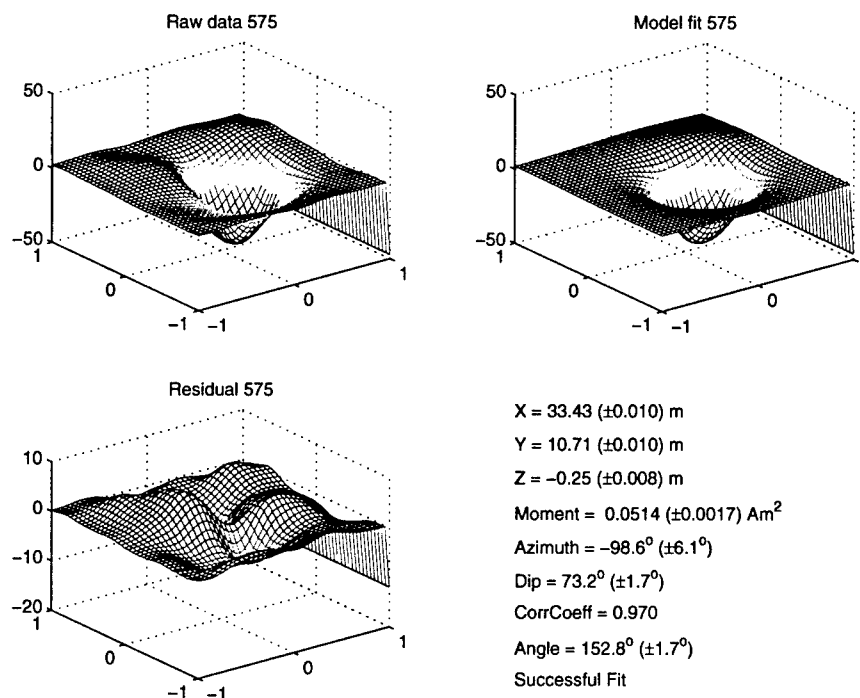 Raw data 575
50
0
−50
1
0
−1
−1
0
1
Model fit 575
50
0
−50
1
0
−1
−1
0
Residual 575
10
0
−10
−20
1
0
−1
−1
0
1
X = 33.43 (±0.010) m
Y = 10.71 (±0.010) m
Z = −0.25 (±0.008) m
Moment = 0.0514 (±0.0017) Am²
Azimuth = −98.6° (±6.1°)
Dip = 73.2° (±1.7°)
CorrCoeff = 0.970
Angle = 152.8° (±1.7°)
Successful Fit